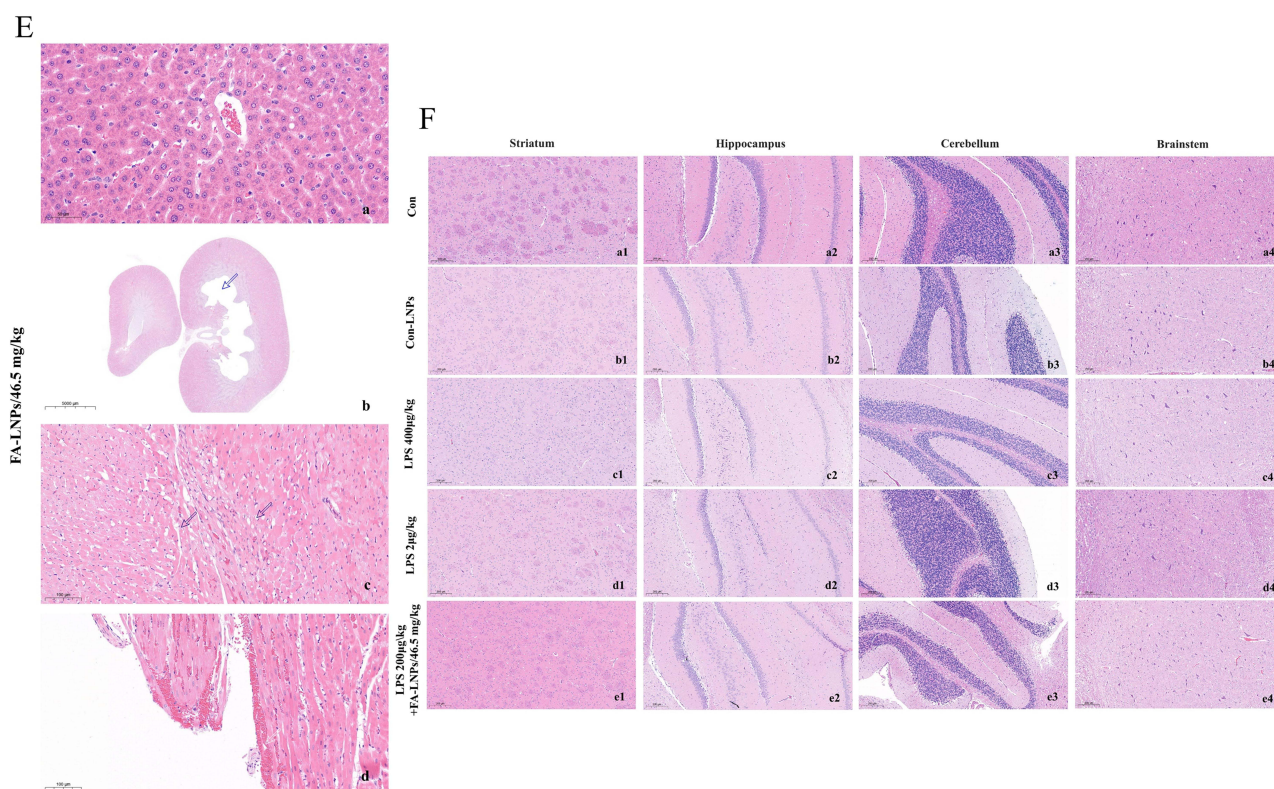 E
FA-LNPs/46.5 mg/kg
a
b
2000 μm
c
100 μm
d
100 μm
F
Striatum Hippocampus Cerebellum Brainstem
Con
a1 a2 a3 a4
Con-LNPs
b1 b2 b3 b4
LPS 400μg/kg
c1 c2 c3 c4
LPS 2μg/kg
d1 d2 d3 d4
LPS 200μg\kg
+FA-LNPs/46.5 mg/kg
e1 e2 e3 e4